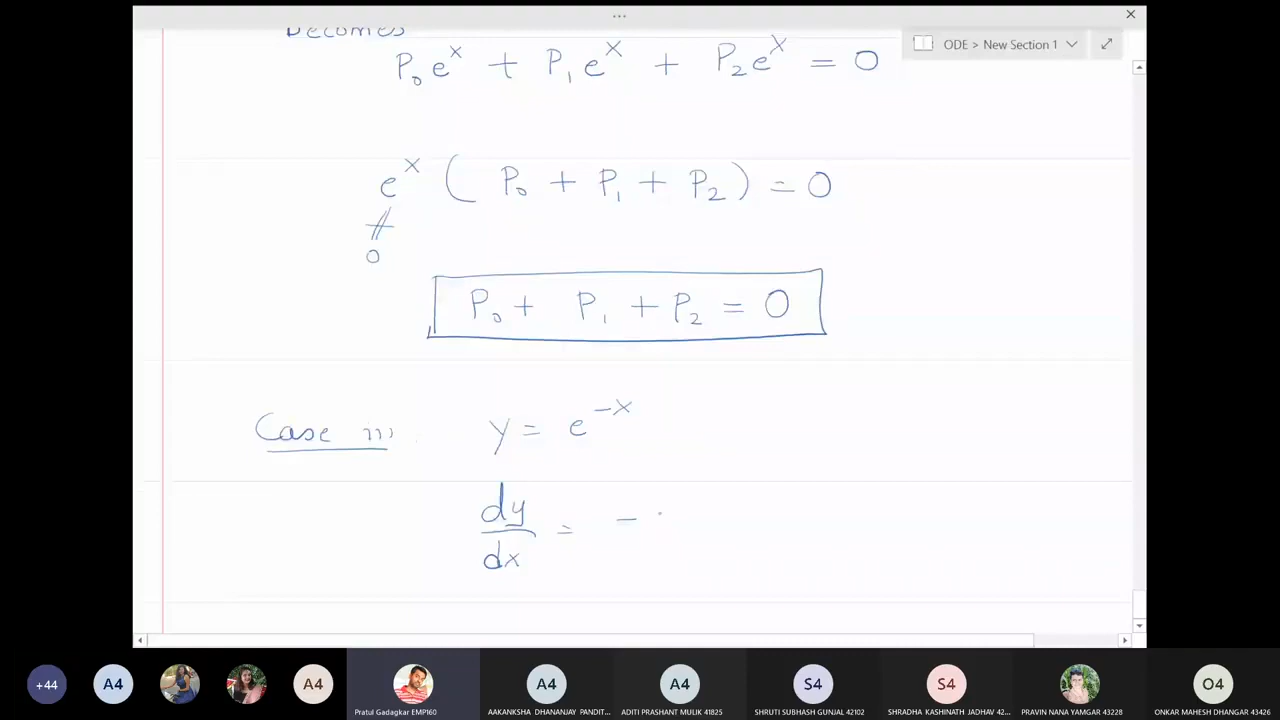 Becomes
P₀eˣ + P₁eˣ + P₂eˣ = 0
ODE > New Section 1
eˣ ( P₀ + P₁ + P₂ ) = 0
≠
0
P₀ + P₁ + P₂ = 0
Case iii) y = e⁻ˣ
dy/dx = -
+44
A4
A4
A4
A4
S4
S4
O4
Pratul Gadagkar EMP160
AAKANKSHA DHANANJAY PANDIT...
ADITI PRASHANT MULIK 41825
SHRUTI SUBHASH GUNJAL 42102
SHRADHA KASHINATH JADHAV 42...
PRAVIN NANA YAMGAR 43228
ONKAR MAHESH DHANGAR 43426